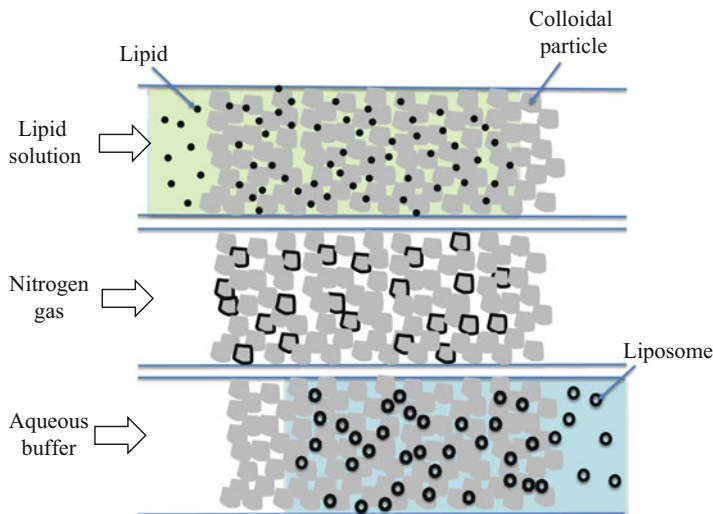 Colloidal
particle
Lipid
Lipid
solution
Nitrogen
gas
Liposome
Aqueous
buffer